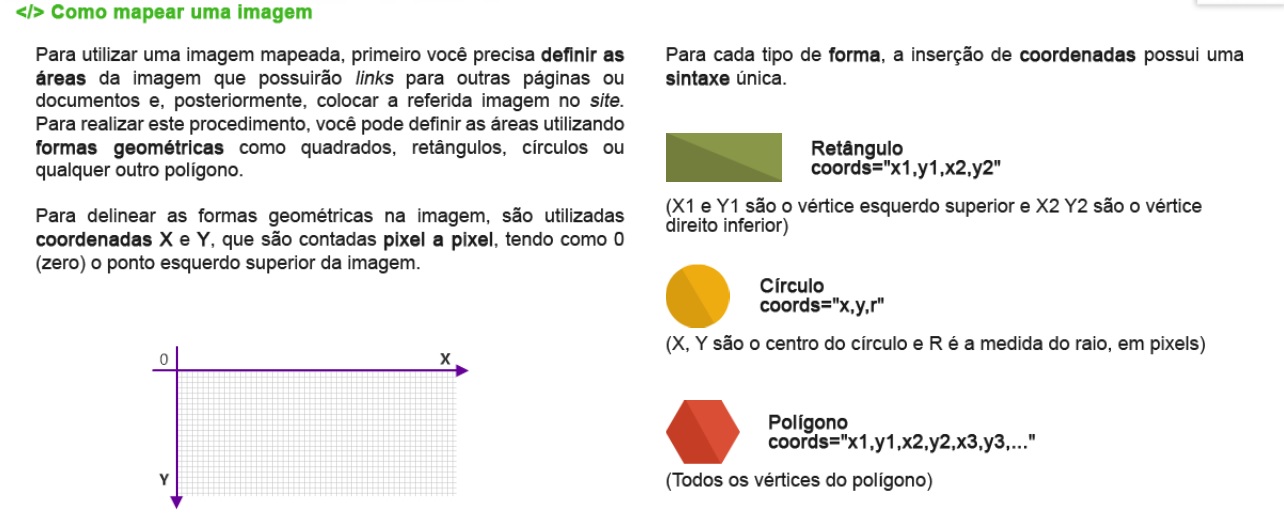 </> Como mapear uma imagem
Para utilizar uma imagem mapeada, primeiro você precisa definir as
áreas da imagem que possuirão links para outras páginas ou
documentos e, posteriormente, colocar a referida imagem no site.
Para realizar este procedimento, você pode definir as áreas utilizando
formas geométricas como quadrados, retângulos, círculos ou
qualquer outro polígono.
Para delinear as formas geométricas na imagem, são utilizadas
coordenadas X e Y, que são contadas pixel a pixel, tendo como 0
(zero) o ponto esquerdo superior da imagem.
0
X
Y
Para cada tipo de forma, a inserção de coordenadas possui uma
sintaxe única.
Retângulo
coords="x1,y1,x2,y2"
(X1 e Y1 são o vértice esquerdo superior e X2 Y2 são o vértice
direito inferior)
Círculo
coords="x,y,r"
(X, Y são o centro do círculo e R é a medida do raio, em pixels)
Polígono
coords="x1,y1,x2,y2,x3,y3,..."
(Todos os vértices do polígono)